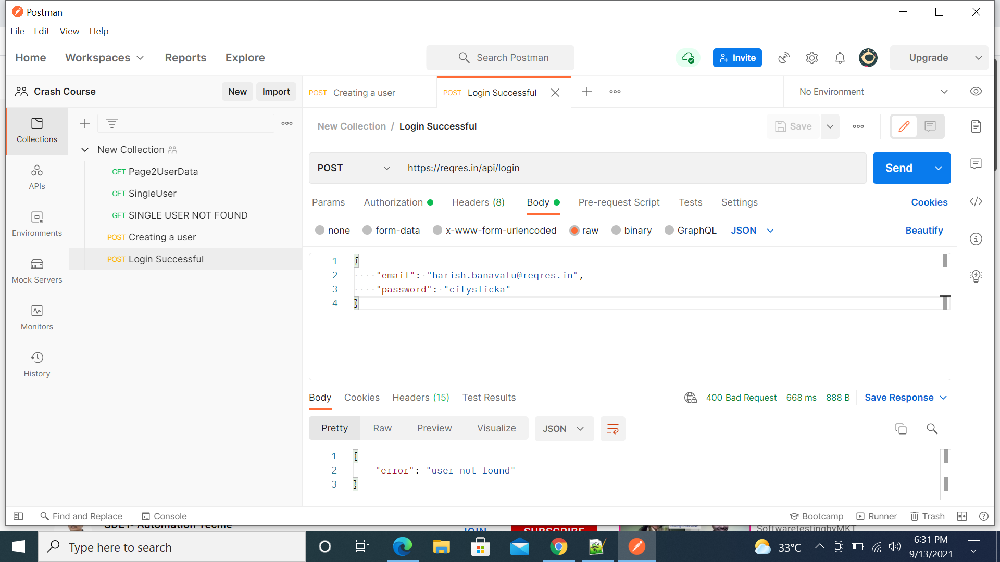 Postman
File Edit View Help
Home Workspaces Reports Explore
Search Postman
Invite
Upgrade
Crash Course
New Import
POST Creating a user
POST Login Successful
No Environment
Collections
APIs
Environments
Mock Servers
Monitors
History
New Collection
GET Page2UserData
GET SingleUser
GET SINGLE USER NOT FOUND
POST Creating a user
POST Login Successful
New Collection / Login Successful
Save
POST https://reqres.in/api/login
Send
Params Authorization Headers (8) Body Pre-request Script Tests Settings Cookies
none form-data x-www-form-urlencoded raw binary GraphQL JSON Beautify
1 {
2 "email": "harish.banavatu@reqres.in",
3 "password": "cityslicka"
4 }
Body Cookies Headers (15) Test Results
400 Bad Request 668 ms 888 B Save Response
Pretty Raw Preview Visualize JSON
1 {
2 "error": "user not found"
3 }
Find and Replace Console
Bootcamp Runner Trash
SDET- Automation Techie
JOIN
SUBSCRIBE
SoftwaretestingbyMKT
Type here to search
33°C
6:31 PM
9/13/2021